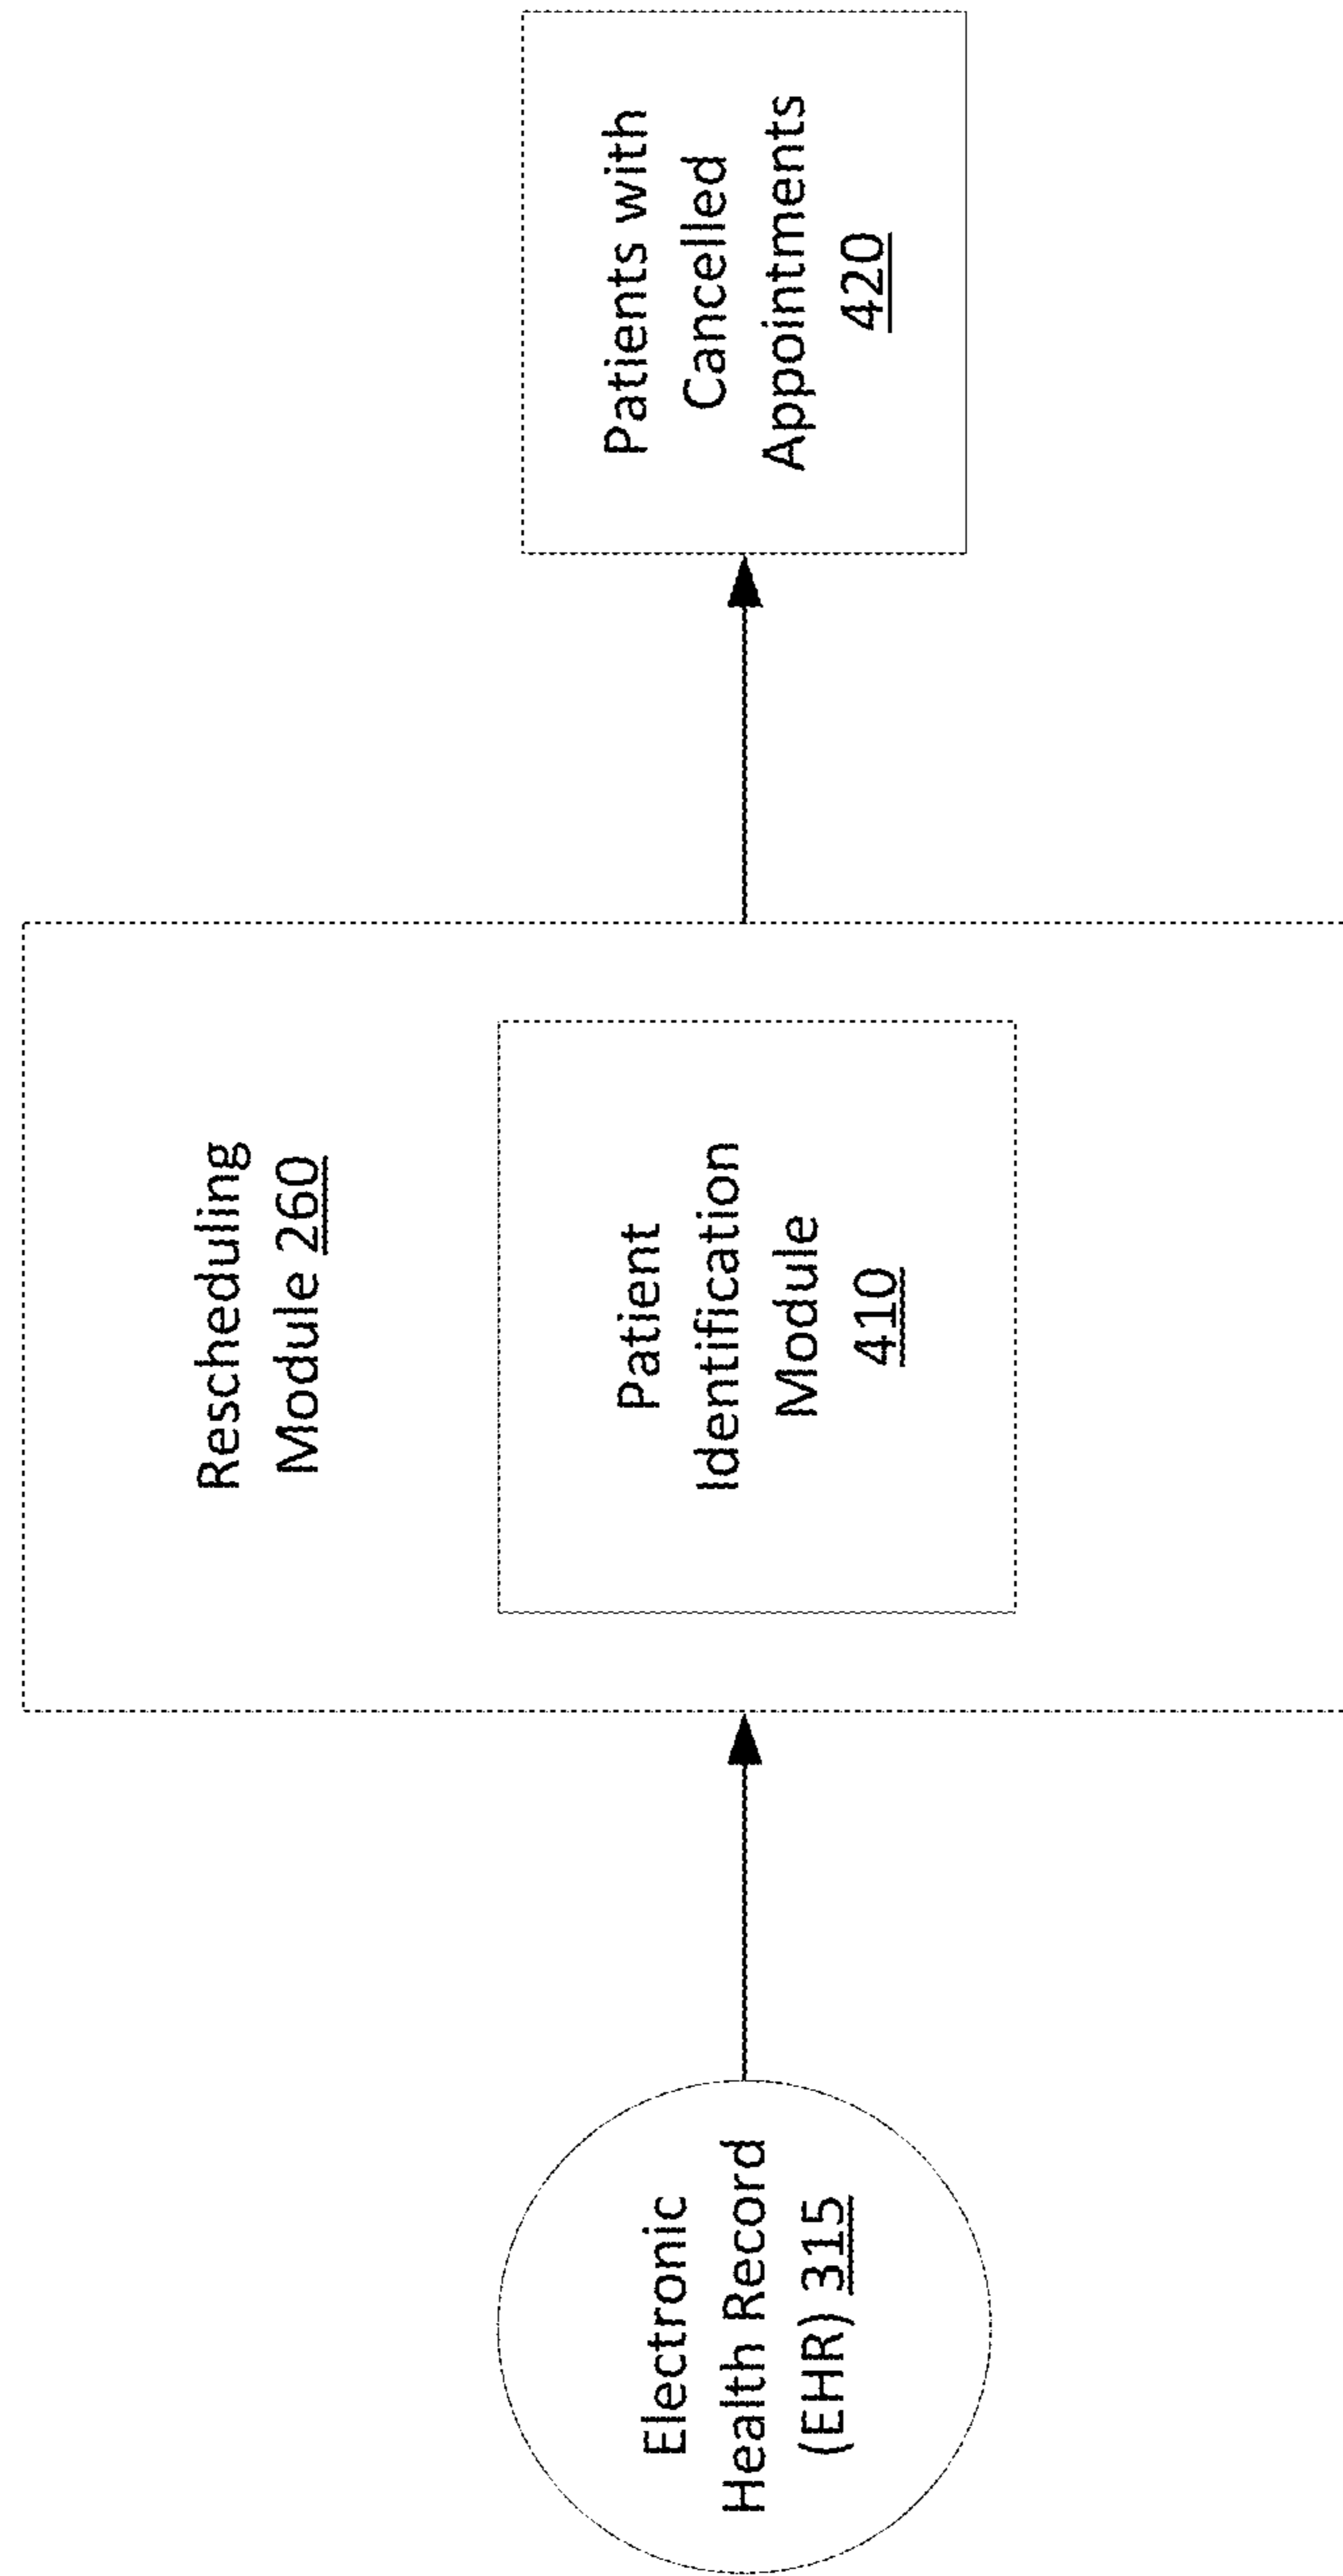 Electronic
Health Record
(EHR) 315
Rescheduling
Module 260
Patient
Identification
Module
410
Patients with
Cancelled
Appointments
420